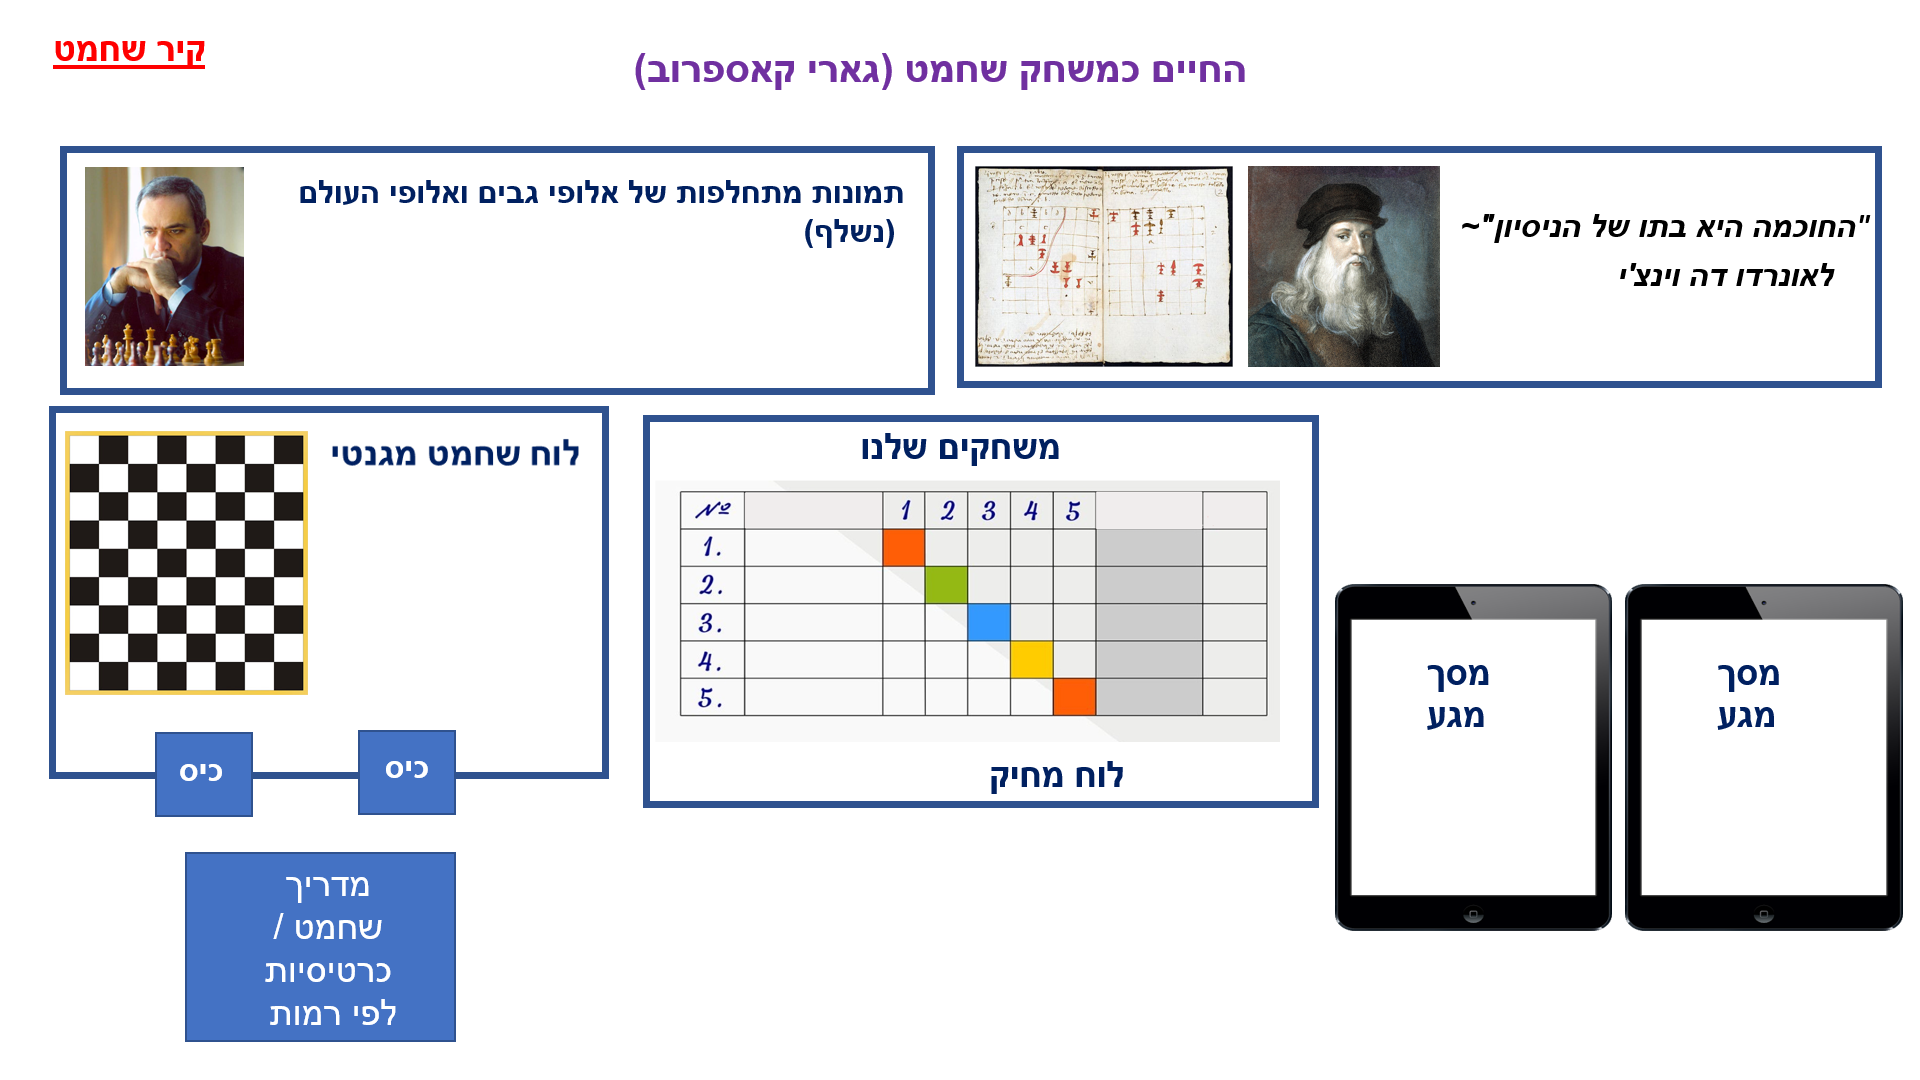 קיר שחמט
החיים כמשחק שחמט (גארי קאספרוב)
"החוכמה היא בתו של הניסיון"~
לאונרדו דה וינצ'י
תמונות מתחלפות של אלופי גבים ואלופי העולם
(נשלף)
לוח שחמט מגנטי
כיס
כיס
מדריך
שחמט /
כרטיסיות
לפי רמות
משחקים שלנו
№ 1 2 3 4 5
1.
2.
3.
4.
5.
לוח מחיק
מסך
מגע
מסך
מגע